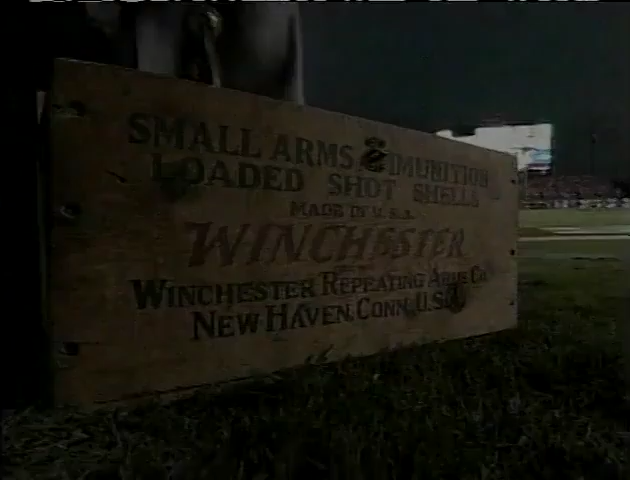 SMALL ARMS AMMUNITION
LOADED SHOT SHELLS
MADE IN U.S.A.
WINCHESTER
WINCHESTER REPEATING ARMS CO.
NEW HAVEN, CONN. U.S.A.